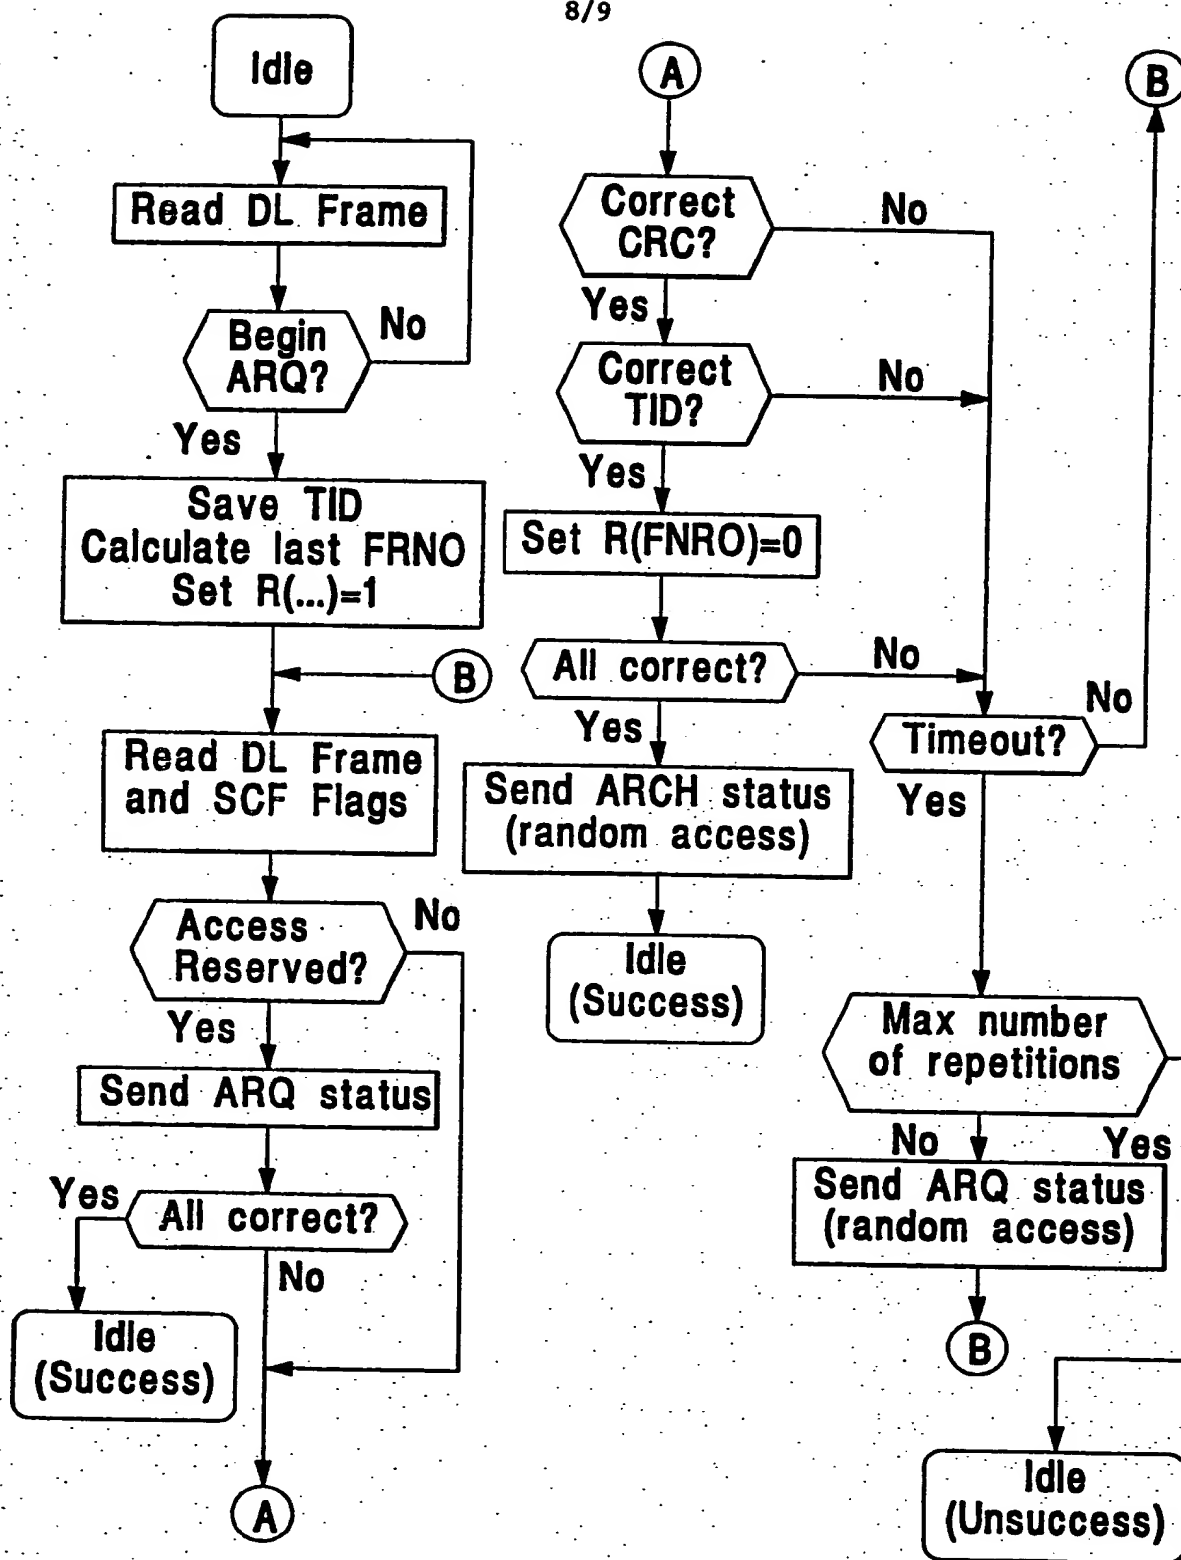 8/9
Idle
Read DL Frame
Begin
ARQ?
No
Yes
Save TID
Calculate last FRNO
Set R(...)=1
B
Read DL Frame
and SCF Flags
Access
Reserved?
No
Yes
Send ARQ status
All correct?
Yes
No
Idle
(Success)
A
A
Correct
CRC?
No
Yes
Correct
TID?
No
Yes
Set R(FNRO)=0
All correct?
No
Yes
Send ARCH status
(random access)
Idle
(Success)
B
Timeout?
No
Yes
Max number
of repetitions
No
Yes
Send ARQ status
(random access)
B
Idle
(Unsuccess)